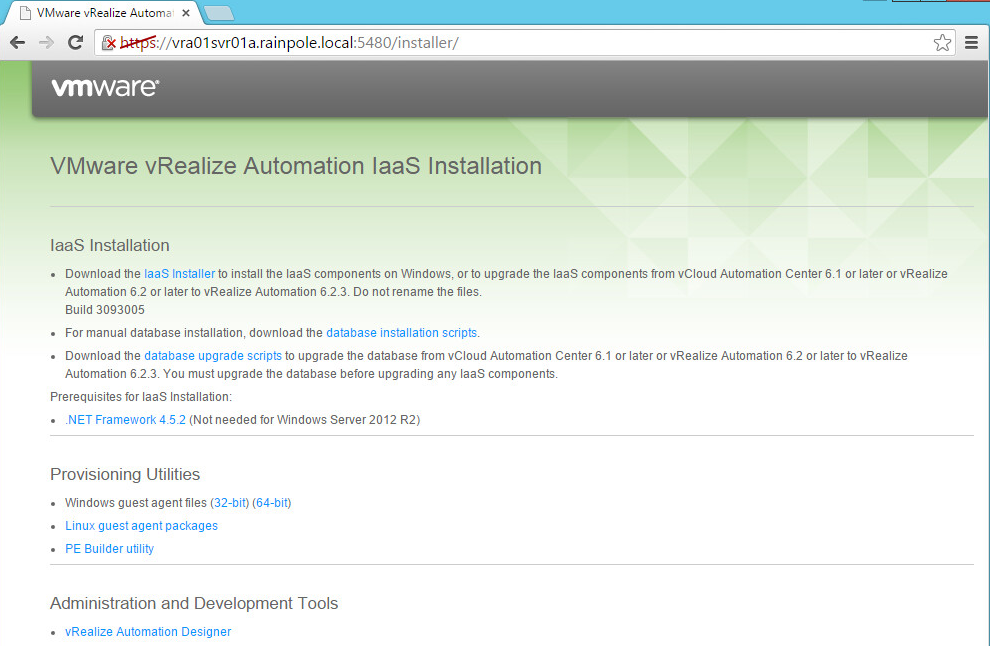 VMware vRealize Automat
https://vra01svr01a.rainpole.local:5480/installer/
vmware®
VMware vRealize Automation IaaS Installation
IaaS Installation
Download the IaaS Installer to install the IaaS components on Windows, or to upgrade the IaaS components from vCloud Automation Center 6.1 or later or vRealize
Automation 6.2 or later to vRealize Automation 6.2.3. Do not rename the files.
Build 3093005
For manual database installation, download the database installation scripts.
Download the database upgrade scripts to upgrade the database from vCloud Automation Center 6.1 or later or vRealize Automation 6.2 or later to vRealize
Automation 6.2.3. You must upgrade the database before upgrading any IaaS components.
Prerequisites for IaaS Installation:
.NET Framework 4.5.2 (Not needed for Windows Server 2012 R2)
Provisioning Utilities
Windows guest agent files (32-bit) (64-bit)
Linux guest agent packages
PE Builder utility
Administration and Development Tools
vRealize Automation Designer